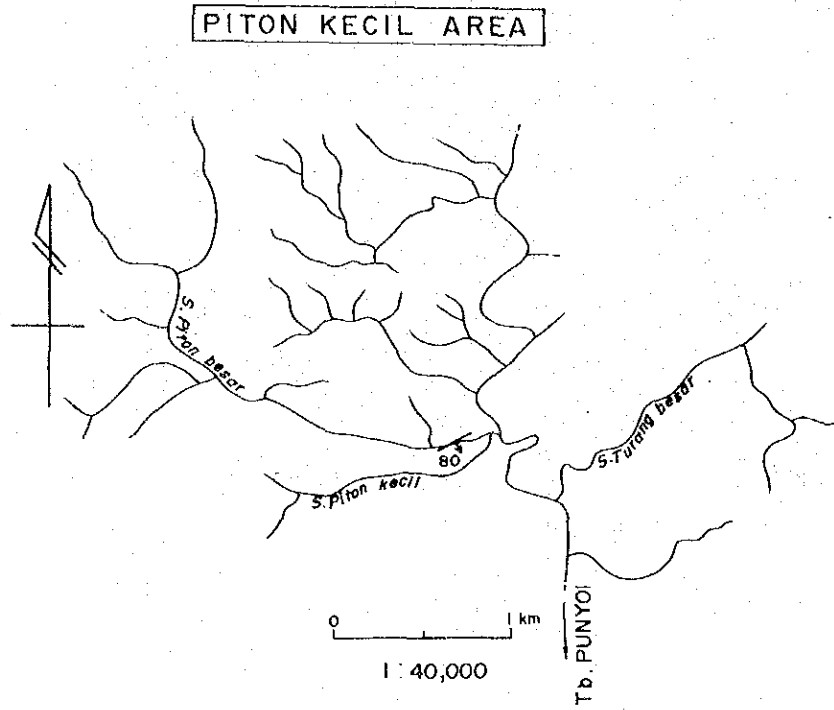 PITON KECIL AREA
S. Piton besar
S. Turang besar
80
S. Piton kecil
0 1 km
1:40,000
Tb. PUNYOI